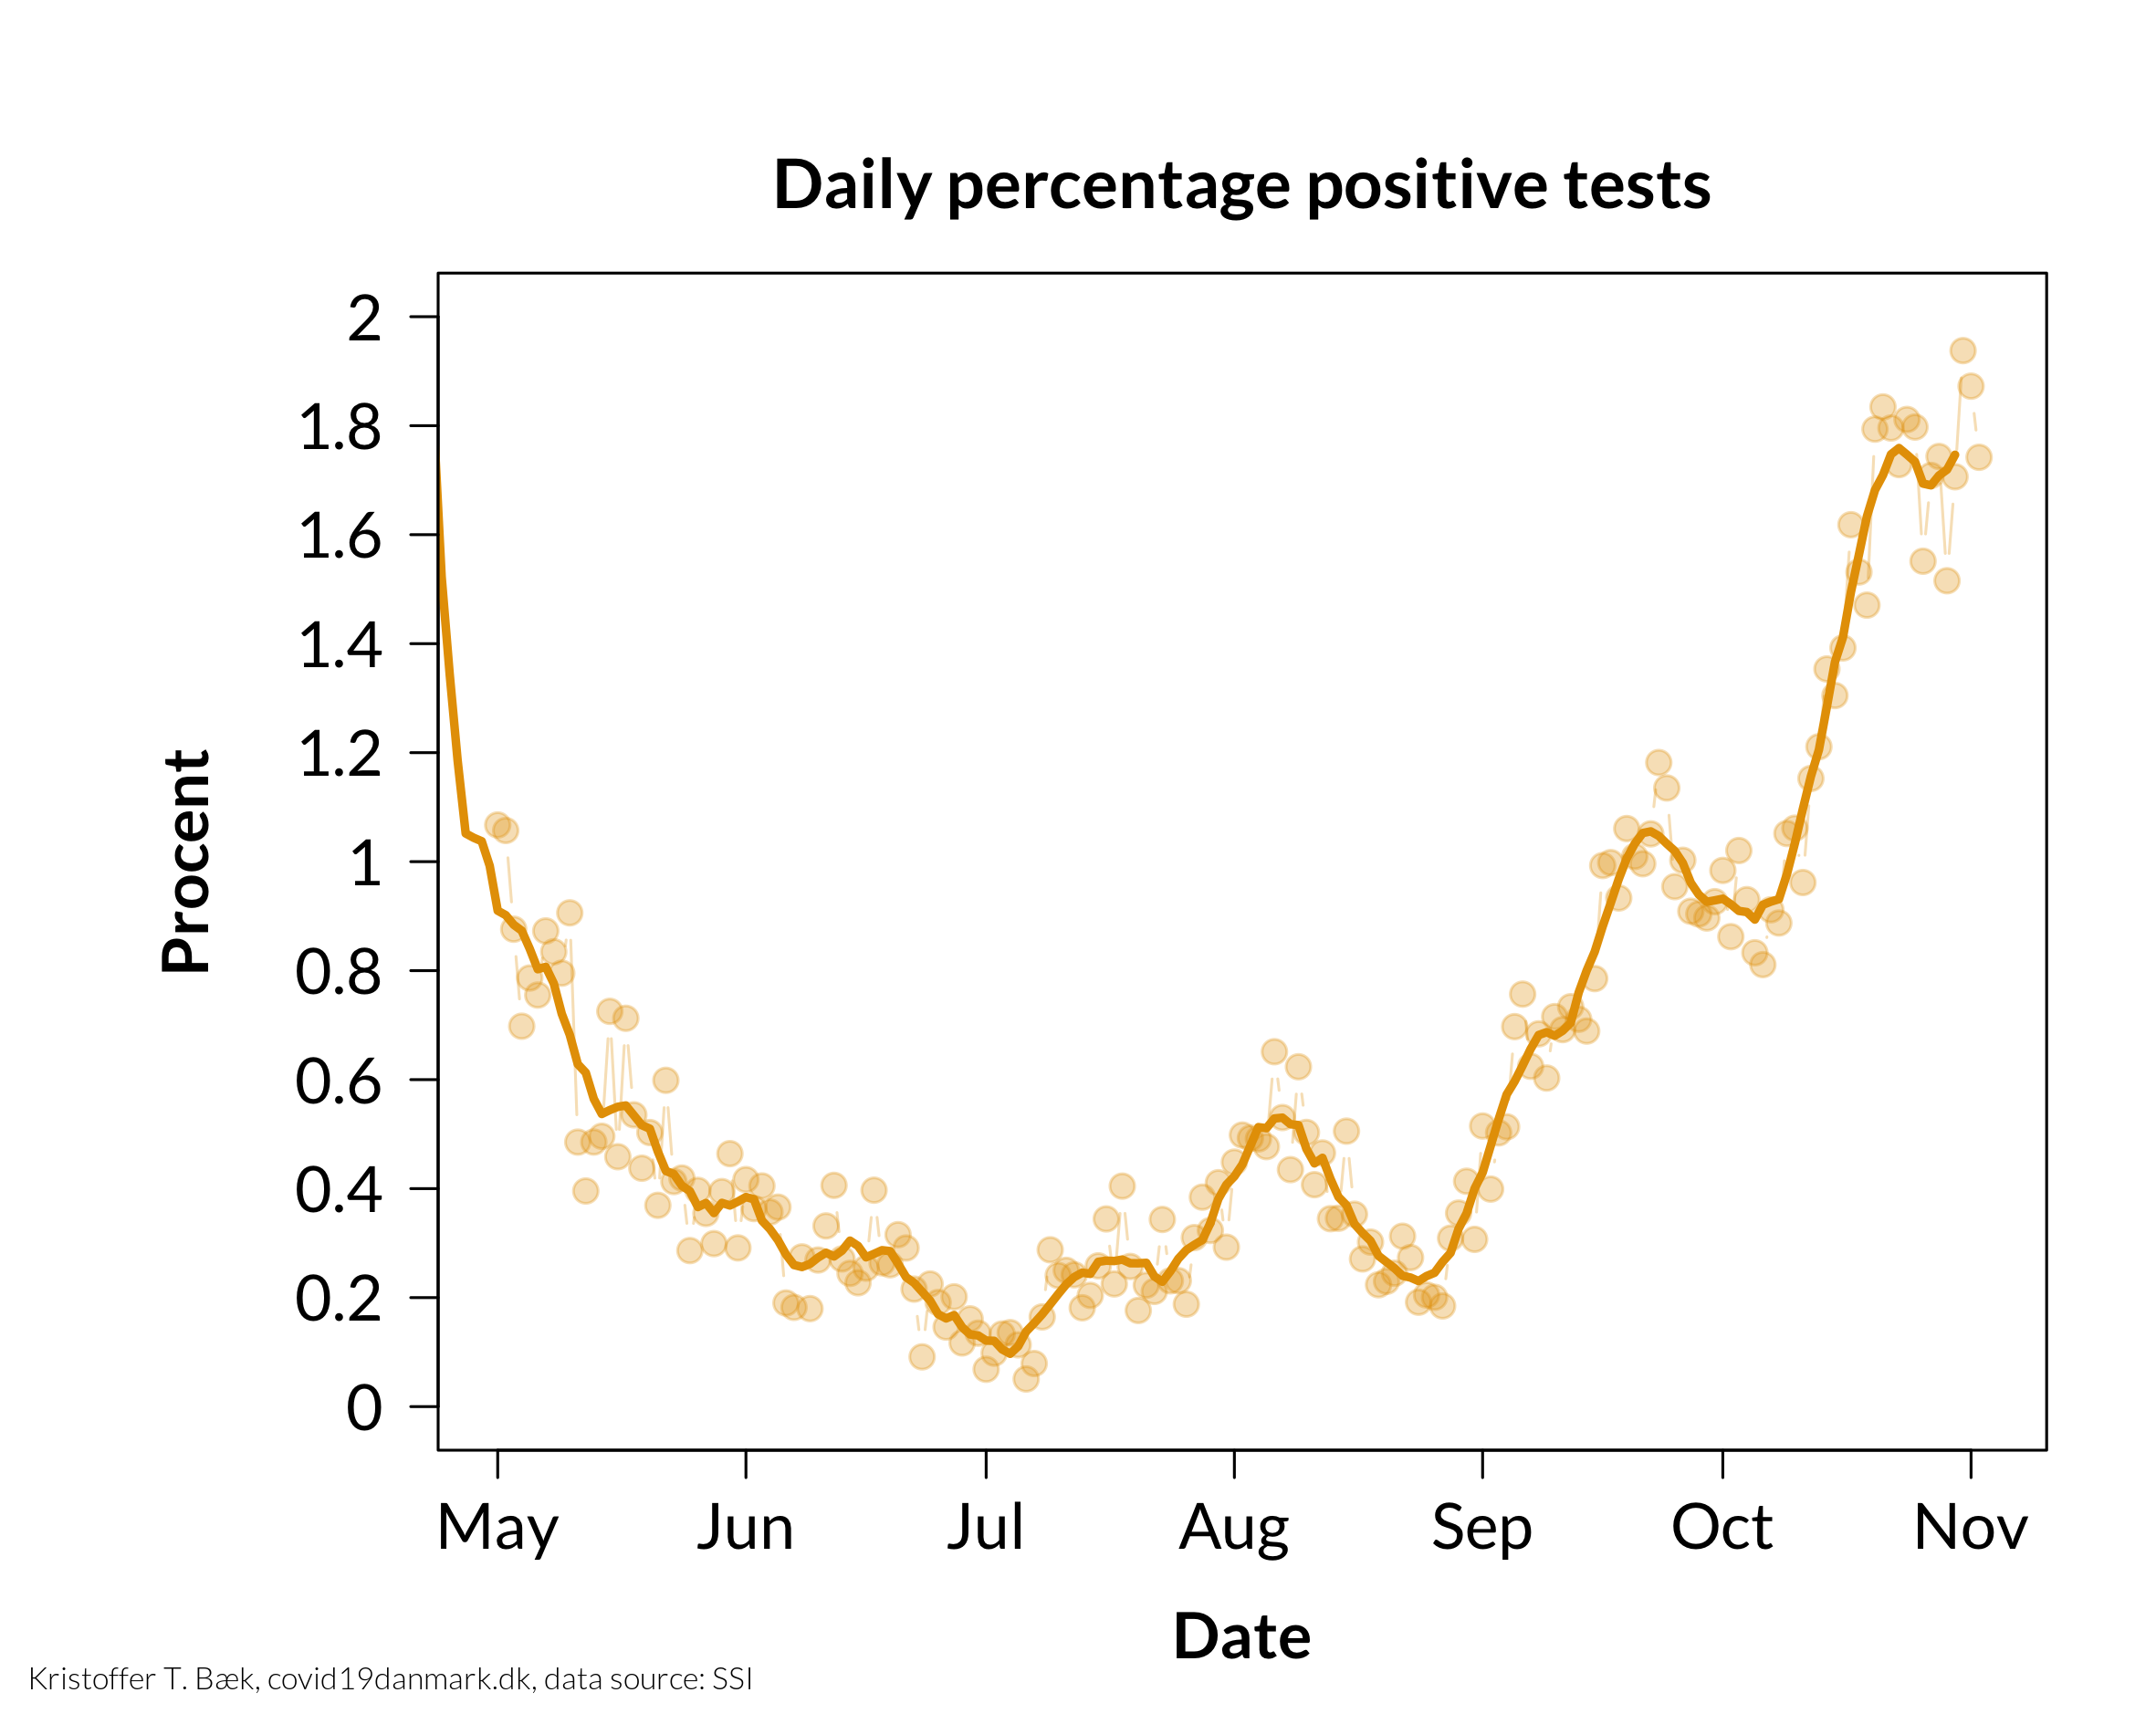 Daily percentage positive tests
Procent
2
1.8
1.6
1.4
1.2
1
0.8
0.6
0.4
0.2
0
May Jun Jul Aug Sep Oct Nov
Date
Kristoffer T. Bæk, covid19danmark.dk, data source: SSI